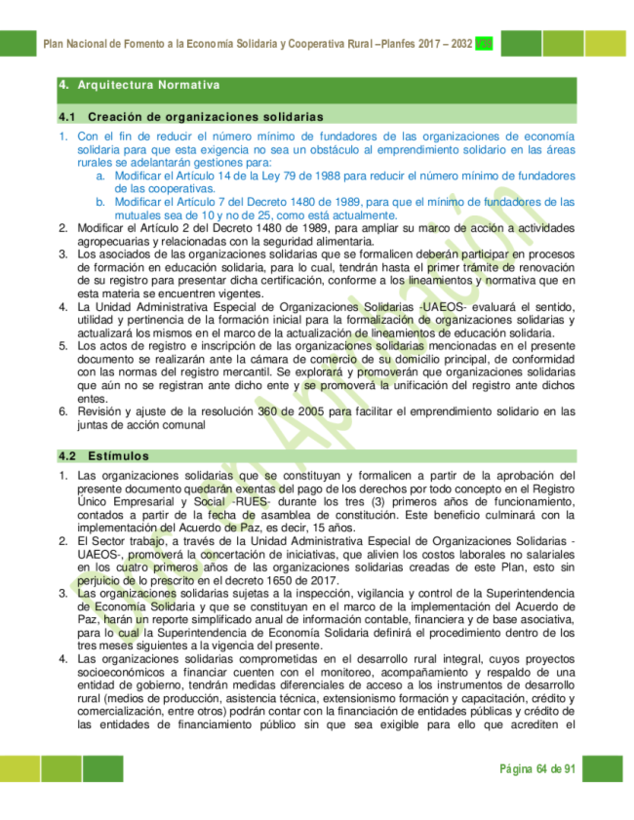 Plan Nacional de Fomento a la Economía Solidaria y Cooperativa Rural –Planfes 2017 – 2032 V39
4. Arquitectura Normativa
4.1 Creación de organizaciones solidarias
1. Con el fin de reducir el número mínimo de fundadores de las organizaciones de economía
solidaria para que esta exigencia no sea un obstáculo al emprendimiento solidario en las áreas
rurales se adelantarán gestiones para:
a. Modificar el Artículo 14 de la Ley 79 de 1988 para reducir el número mínimo de fundadores
de las cooperativas.
b. Modificar el Artículo 7 del Decreto 1480 de 1989, para que el mínimo de fundadores de las
mutuales sea de 10 y no de 25, como está actualmente.
2. Modificar el Artículo 2 del Decreto 1480 de 1989, para ampliar su marco de acción a actividades
agropecuarias y relacionadas con la seguridad alimentaria.
3. Los asociados de las organizaciones solidarias que se formalicen deberán participar en procesos
de formación en educación solidaria, para lo cual, tendrán hasta el primer trámite de renovación
de su registro para presentar dicha certificación, conforme a los lineamientos y normativa que en
esta materia se encuentren vigentes.
4. La Unidad Administrativa Especial de Organizaciones Solidarias -UAEOS- evaluará el sentido,
utilidad y pertinencia de la formación inicial para la formalización de organizaciones solidarias y
actualizará los mismos en el marco de la actualización de lineamientos de educación solidaria.
5. Los actos de registro e inscripción de las organizaciones solidarias mencionadas en el presente
documento se realizarán ante la cámara de comercio de su domicilio principal, de conformidad
con las normas del registro mercantil. Se explorará y promoverán que organizaciones solidarias
que aún no se registran ante dicho ente y se promoverá la unificación del registro ante dichos
entes.
6. Revisión y ajuste de la resolución 360 de 2005 para facilitar el emprendimiento solidario en las
juntas de acción comunal
4.2 Estímulos
1. Las organizaciones solidarias que se constituyan y formalicen a partir de la aprobación del
presente documento quedarán exentas del pago de los derechos por todo concepto en el Registro
Único Empresarial y Social -RUES- durante los tres (3) primeros años de funcionamiento,
contados a partir de la fecha de asamblea de constitución. Este beneficio culminará con la
implementación del Acuerdo de Paz, es decir, 15 años.
2. El Sector trabajo, a través de la Unidad Administrativa Especial de Organizaciones Solidarias -
UAEOS-, promoverá la concertación de iniciativas, que alivien los costos laborales no salariales
en los cuatro primeros años de las organizaciones solidarias creadas de este Plan, esto sin
perjuicio de lo prescrito en el decreto 1650 de 2017.
3. Las organizaciones solidarias sujetas a la inspección, vigilancia y control de la Superintendencia
de Economía Solidaria y que se constituyan en el marco de la implementación del Acuerdo de
Paz, harán un reporte simplificado anual de información contable, financiera y de base asociativa,
para lo cual la Superintendencia de Economía Solidaria definirá el procedimiento dentro de los
tres meses siguientes a la vigencia del presente.
4. Las organizaciones solidarias comprometidas en el desarrollo rural integral, cuyos proyectos
socioeconómicos a financiar cuenten con el monitoreo, acompañamiento y respaldo de una
entidad de gobierno, tendrán medidas diferenciales de acceso a los instrumentos de desarrollo
rural (medios de producción, asistencia técnica, extensionismo formación y capacitación, crédito y
comercialización, entre otros) podrán contar con la financiación de entidades públicas y crédito de
las entidades de financiamiento público sin que sea exigible para ello que acrediten el
Doc. en Aprobación
Página 64 de 91